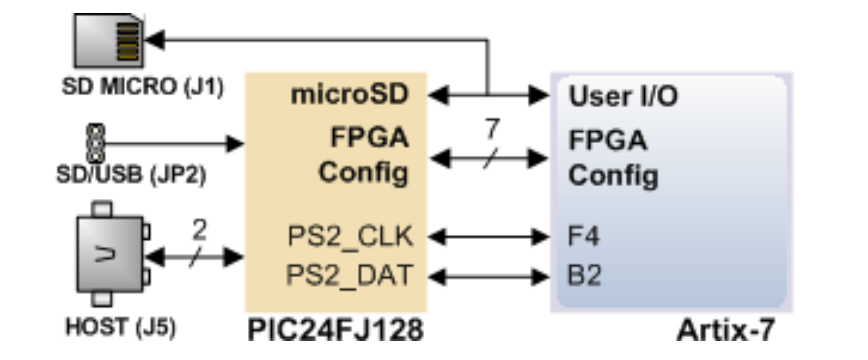 SD MICRO (J1)
microSD
User I/O
7
FPGA
Config
FPGA
Config
SD/USB (JP2)
2
PS2_CLK
F4
PS2_DAT
B2
HOST (J5)
PIC24FJ128
Artix-7